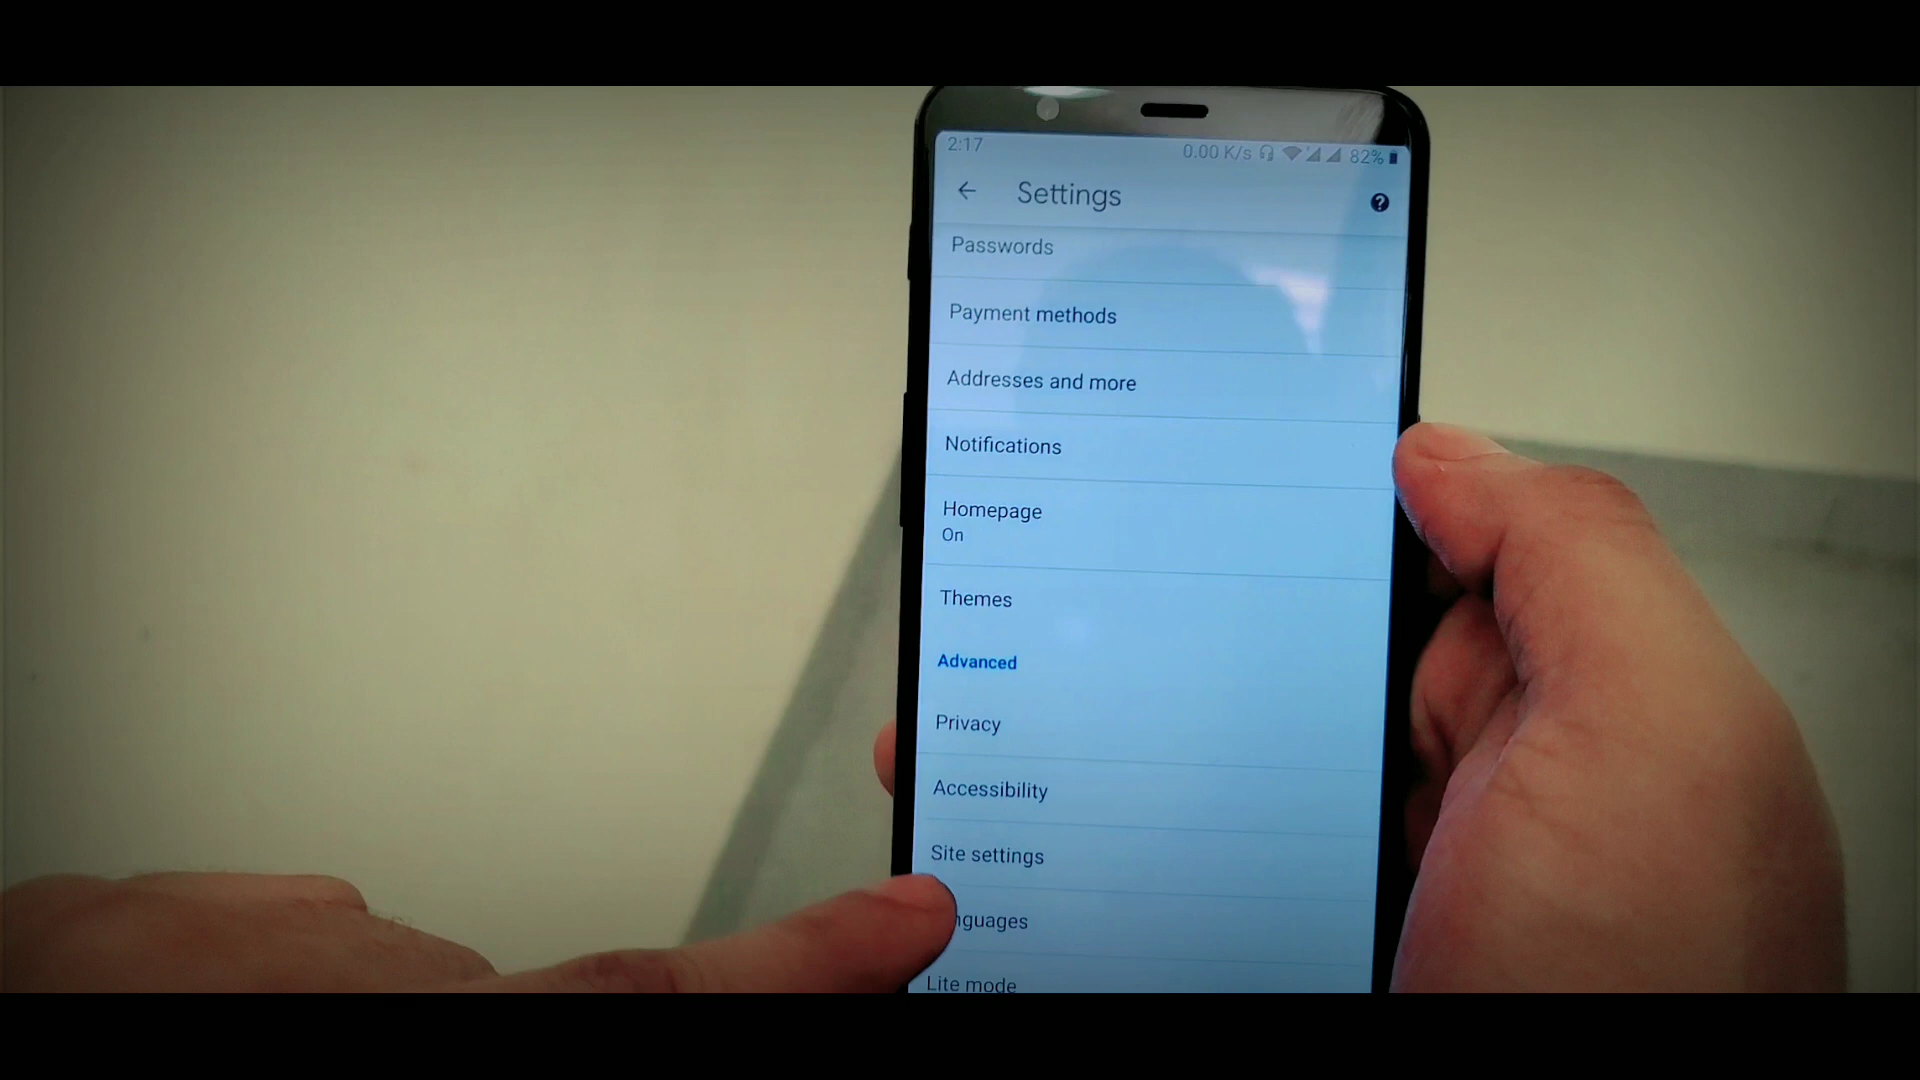 2:17
0.00 K/s 82%
Settings
Passwords
Payment methods
Addresses and more
Notifications
Homepage
On
Themes
Advanced
Privacy
Accessibility
Site settings
nguages
Lite mode